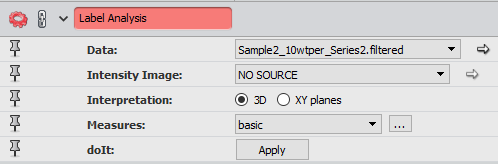 Label Analysis
Data: Sample2_10wtper_Series2.filtered
Intensity Image: NO SOURCE
Interpretation: 3D XY planes
Measures: basic ...
doIt: Apply